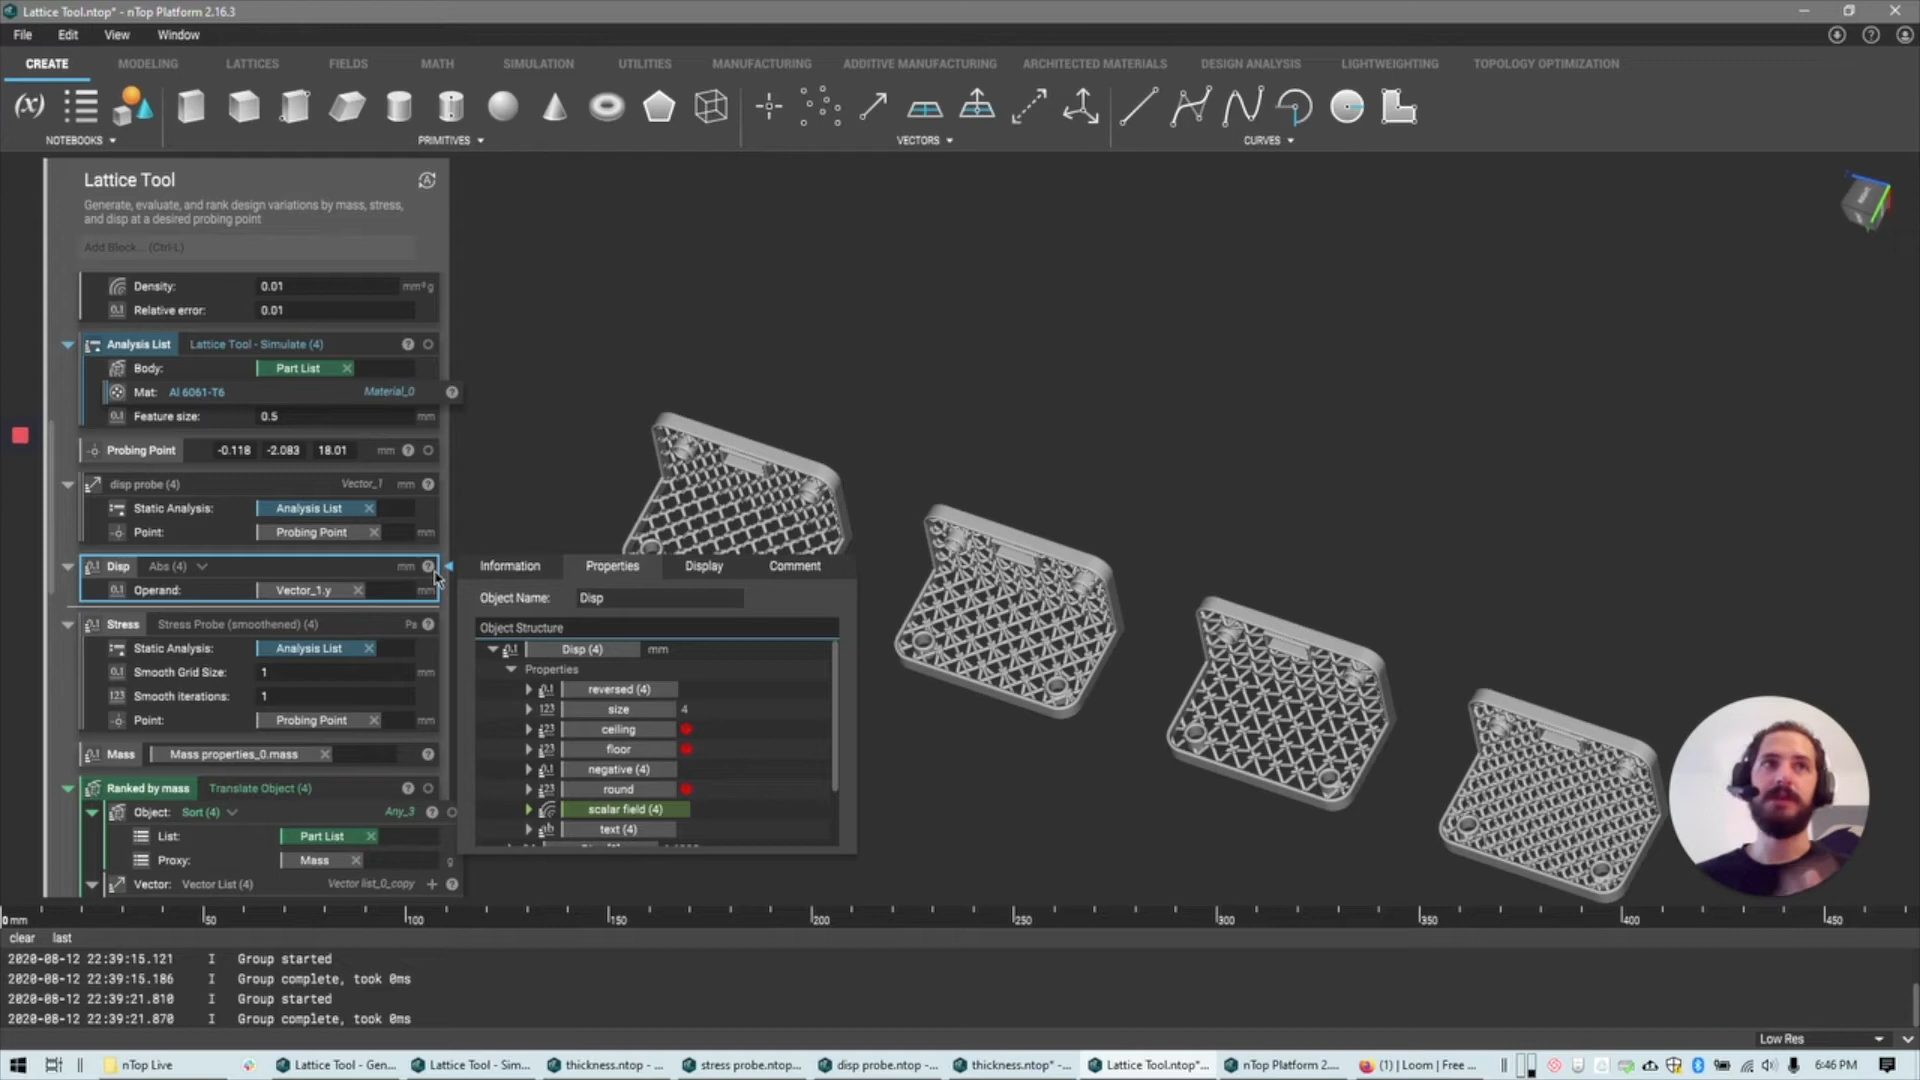 Lattice Tool.ntop* - nTop Platform 2.16.3
File Edit View Window
CREATE MODELING LATTICES FIELDS MATH SIMULATION UTILITIES MANUFACTURING ADDITIVE MANUFACTURING ARCHITECTED MATERIALS DESIGN ANALYSIS LIGHTWEIGHTING TOPOLOGY OPTIMIZATION
NOTEBOOKS PRIMITIVES VECTORS CURVES
Lattice Tool
Generate, evaluate, and rank design variations by mass, stress,
and disp at a desired probing point
Add Block... (Ctrl-L)
Density: 0.01
Relative error: 0.01
Analysis List Lattice Tool - Simulate (4)
Body: Part List
Mat: Al 6061-T6 Material_0
Feature size: 0.5 mm
Probing Point -0.118 -2.083 18.01 mm
disp probe (4) Vector_1 mm
Static Analysis: Analysis List
Point: Probing Point mm
Disp Abs (4) mm
Operand: Vector_1.y mm
Stress Stress Probe (smoothened) (4) Pa
Static Analysis: Analysis List
Smooth Grid Size: 1 mm
Smooth iterations: 1
Point: Probing Point mm
Mass Mass properties_0.mass
Ranked by mass Translate Object (4)
Object: Sort (4) Any_3
List: Part List
Proxy: Mass g
Vector: Vector List (4) Vector list_0_copy
Information Properties Display Comment
Object Name: Disp
Object Structure
Disp (4) mm
Properties
reversed (4)
size 4
ceiling
floor
negative (4)
round
scalar field (4)
text (4)
0 mm 50 100 150 200 250 300 350 400 450
clear last
2020-08-12 22:39:15.121 I Group started
2020-08-12 22:39:15.186 I Group complete, took 0ms
2020-08-12 22:39:21.810 I Group started
2020-08-12 22:39:21.870 I Group complete, took 0ms
Low Res
nTop Live Lattice Tool - Gen... Lattice Tool - Sim... thickness.ntop - ... stress probe.ntop... disp probe.ntop -... thickness.ntop* -... Lattice Tool.ntop*... nTop Platform 2.... (1) | Loom | Free ... 6:46 PM